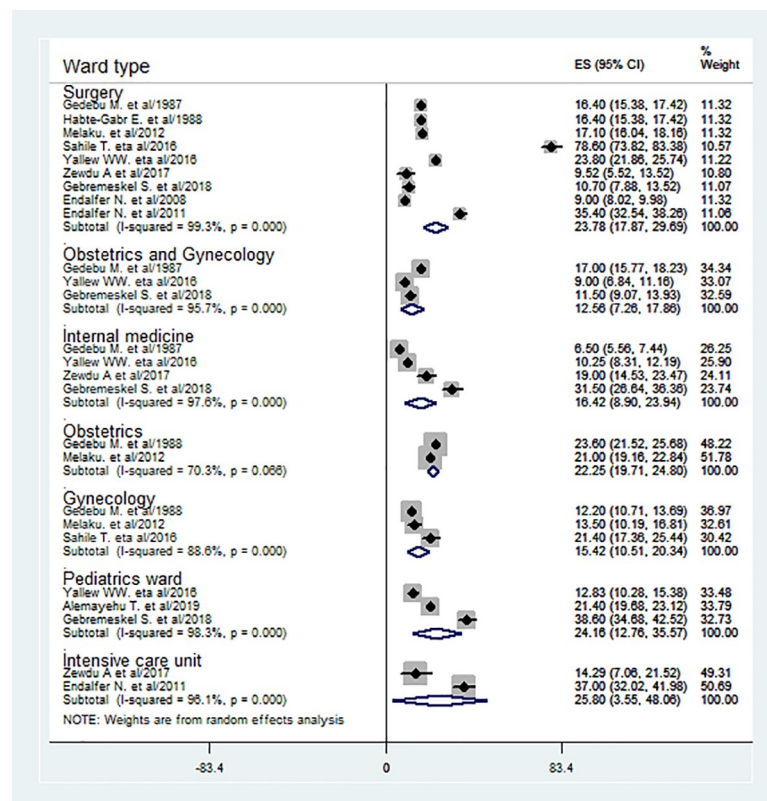 Ward type ES (95% CI) % Weight
Surgery
Gedebu M. et al/1987 16.40 (15.38, 17.42) 11.32
Habte-Gabr E. et al/1988 16.40 (15.38, 17.42) 11.32
Melaku. et al/2012 17.10 (16.04, 18.16) 11.32
Sahile T. eta al/2016 78.60 (73.82, 83.38) 10.57
Yallew WW. eta al/2016 23.80 (21.86, 25.74) 11.22
Zewdu A et al/2017 9.52 (5.52, 13.52) 10.80
Gebremeskel S. et al/2018 10.70 (7.88, 13.52) 11.07
Endalfer N. et al/2008 9.00 (8.02, 9.98) 11.32
Endalfer N. et al/2011 35.40 (32.54, 38.26) 11.06
Subtotal (I-squared = 99.3%, p = 0.000) 23.78 (17.87, 29.69) 100.00
.
Obstetrics and Gynecology
Gedebu M. et al/1987 17.00 (15.77, 18.23) 34.34
Yallew WW. et al/2016 9.00 (6.84, 11.16) 33.07
Gebremeskel S. et al/2018 11.50 (9.07, 13.93) 32.59
Subtotal (I-squared = 95.7%, p = 0.000) 12.56 (7.26, 17.86) 100.00
.
Internal medicine
Gedebu M. et al/1987 6.50 (5.56, 7.44) 26.25
Yallew WW. et al/2016 10.25 (8.31, 12.19) 25.90
Zewdu A et al/2017 19.00 (14.53, 23.47) 24.11
Gebremeskel S. et al/2018 31.50 (26.64, 36.36) 23.74
Subtotal (I-squared = 97.6%, p = 0.000) 16.42 (8.90, 23.94) 100.00
.
Obstetrics
Gedebu M. et al/1988 23.60 (21.52, 25.68) 48.22
Melaku. et al/2012 21.00 (19.16, 22.84) 51.78
Subtotal (I-squared = 70.3%, p = 0.066) 22.25 (19.71, 24.80) 100.00
.
Gynecology
Gedebu M. et al/1988 12.20 (10.71, 13.69) 36.97
Melaku. et al/2012 13.50 (10.19, 16.81) 32.61
Sahile T. eta al/2016 21.40 (17.36, 25.44) 30.42
Subtotal (I-squared = 88.6%, p = 0.000) 15.42 (10.51, 20.34) 100.00
.
Pediatrics ward
Yallew WW. et al/2016 12.83 (10.28, 15.38) 33.48
Alemayehu T. et al/2019 21.40 (19.68, 23.12) 33.79
Gebremeskel S. et al/2018 38.60 (34.68, 42.52) 32.73
Subtotal (I-squared = 98.3%, p = 0.000) 24.16 (12.76, 35.57) 100.00
.
Intensive care unit
Zewdu A et al/2017 14.29 (7.06, 21.52) 49.31
Endalfer N. et al/2011 37.00 (32.02, 41.98) 50.69
Subtotal (I-squared = 96.1%, p = 0.000) 25.80 (3.55, 48.06) 100.00
NOTE: Weights are from random effects analysis
-83.4 0 83.4